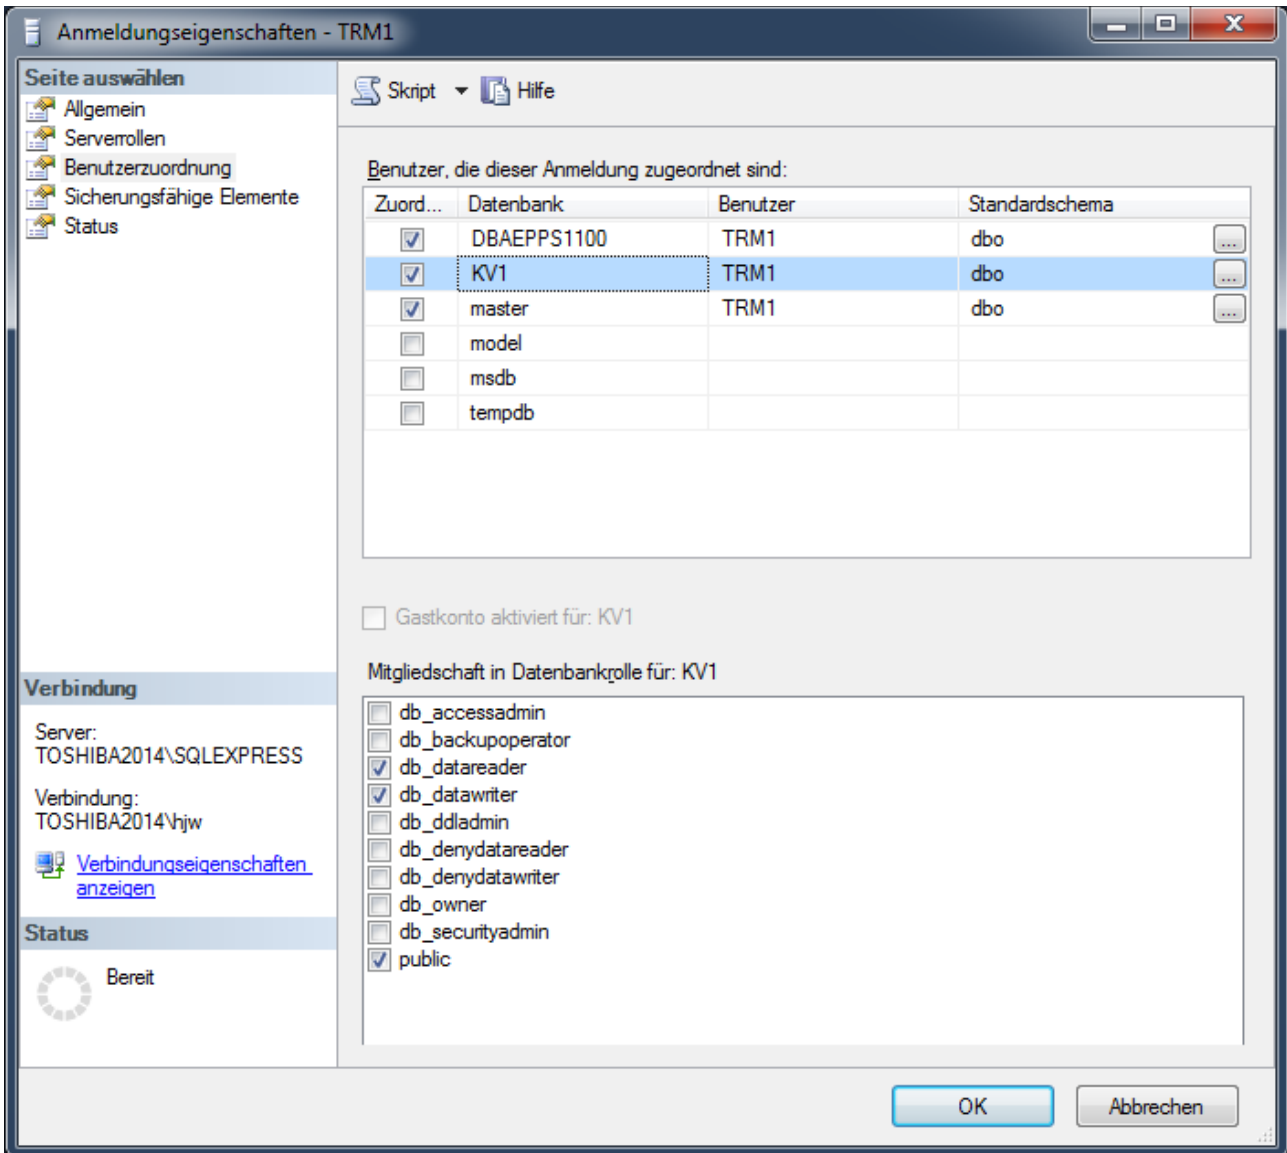 Anmeldungseigenschaften - TRM1
Seite auswählen
Allgemein
Serverrollen
Benutzerzuordnung
Sicherungsfähige Elemente
Status
Skript
Hilfe
Benutzer, die dieser Anmeldung zugeordnet sind:
Zuord... Datenbank Benutzer Standardschema
DBAEPPS1100 TRM1 dbo ...
KV1 TRM1 dbo ...
master TRM1 dbo ...
model
msdb
tempdb
Gastkonto aktiviert für: KV1
Mitgliedschaft in Datenbankrolle für: KV1
db_accessadmin
db_backupoperator
db_datareader
db_datawriter
db_ddladmin
db_denydatareader
db_denydatawriter
db_owner
db_securityadmin
public
Verbindung
Server:
TOSHIBA2014\SQLEXPRESS
Verbindung:
TOSHIBA2014\hjw
Verbindungseigenschaften
anzeigen
Status
Bereit
OK
Abbrechen